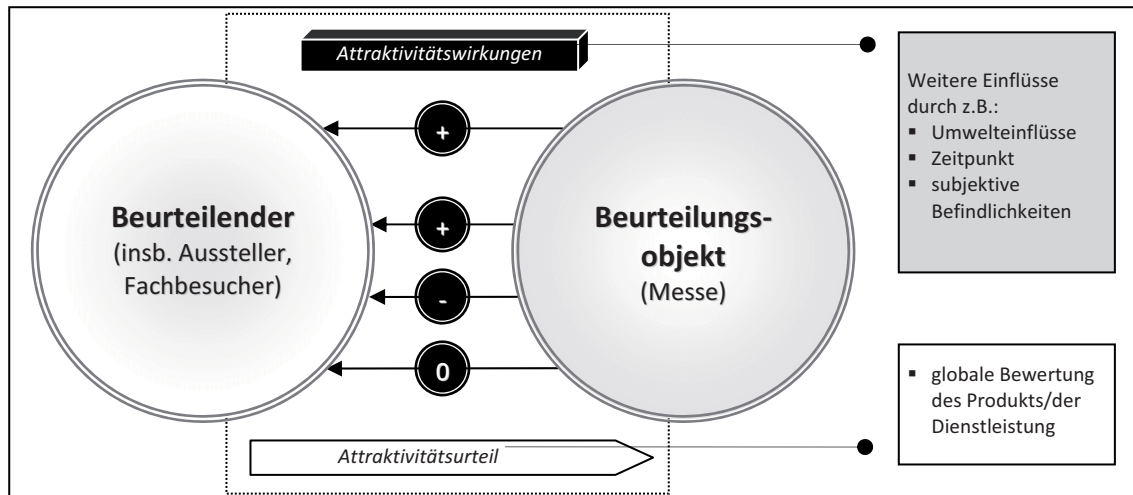 Attraktivitätswirkungen
Beurteilender
(insb. Aussteller,
Fachbesucher)
+
+
-
0
Beurteilungs-
objekt
(Messe)
Attraktivitätsurteil
Weitere Einflüsse
durch z.B.:
▪ Umwelteinflüsse
▪ Zeitpunkt
▪ subjektive
Befindlichkeiten
▪ globale Bewertung
des Produkts/der
Dienstleistung